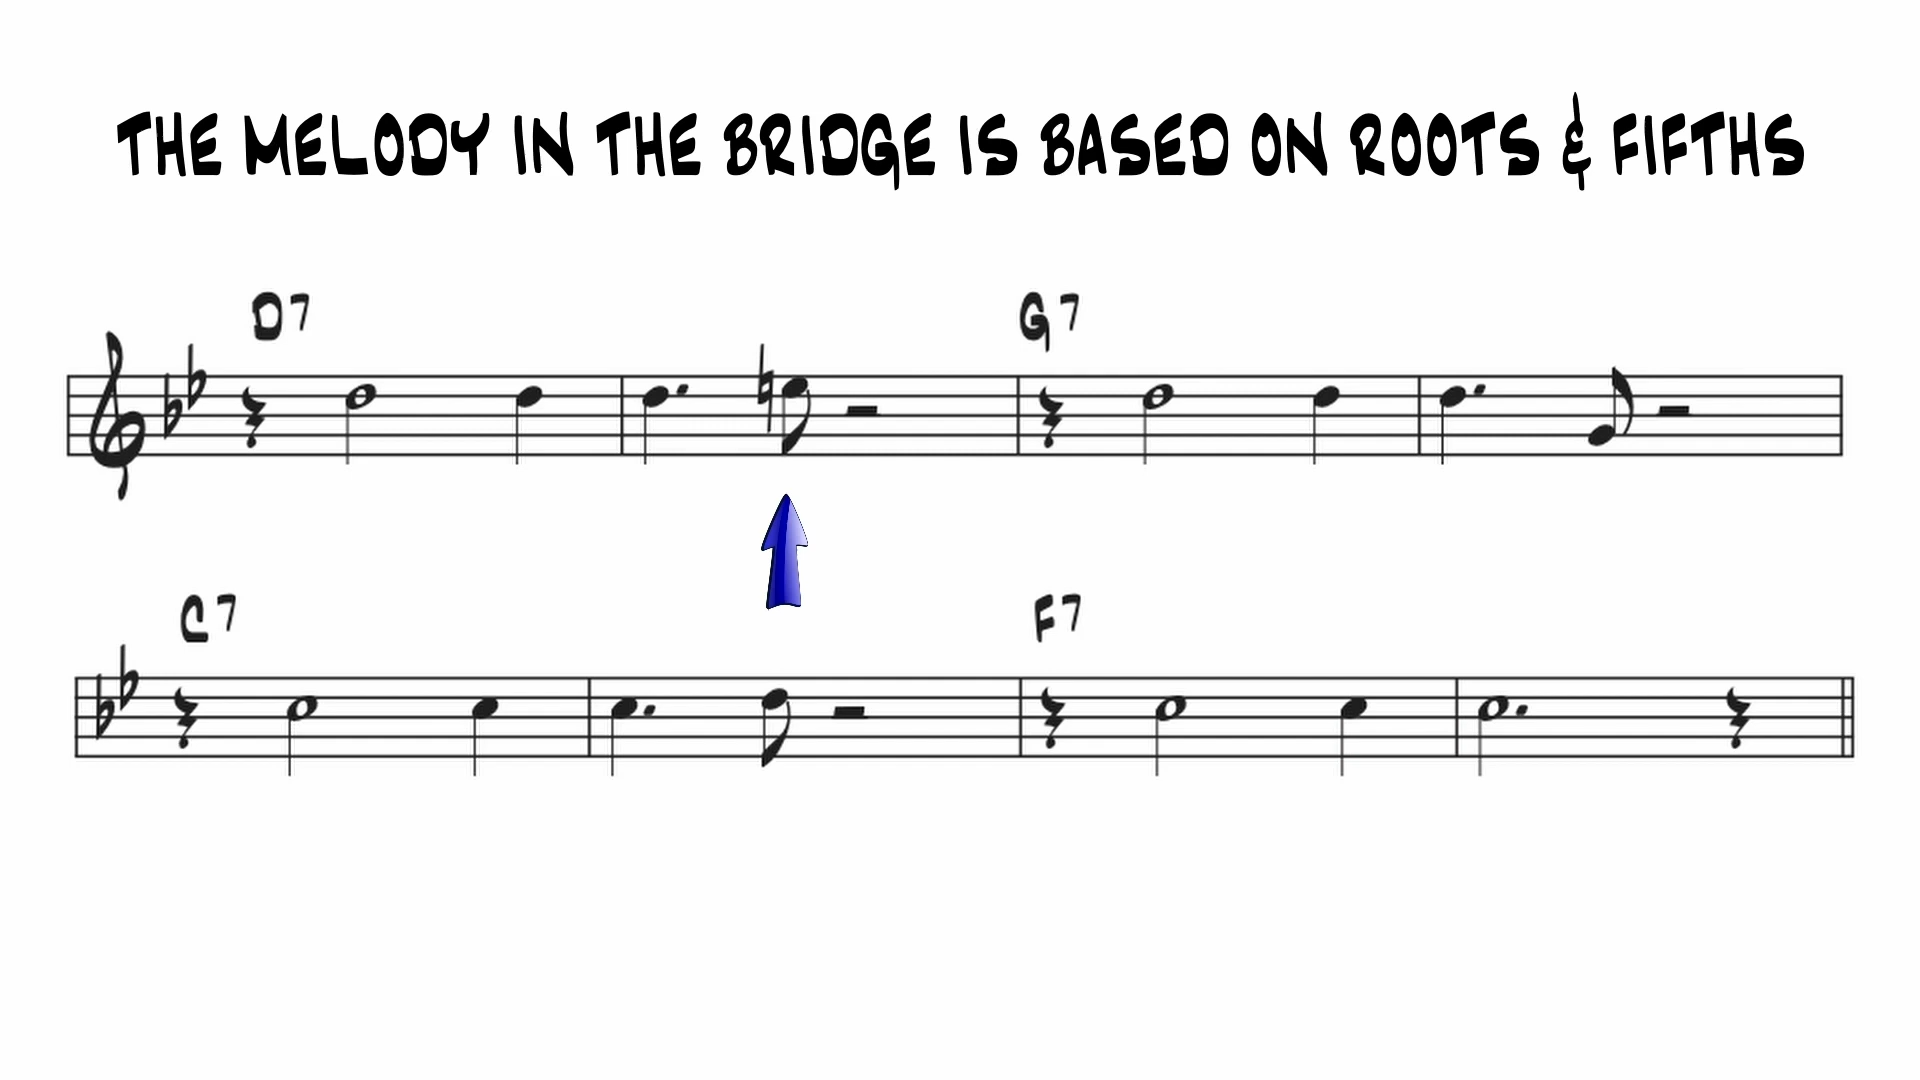 THE MELODY IN THE BRIDGE IS BASED ON ROOTS & FIFTHS
D7 G7
C7 F7